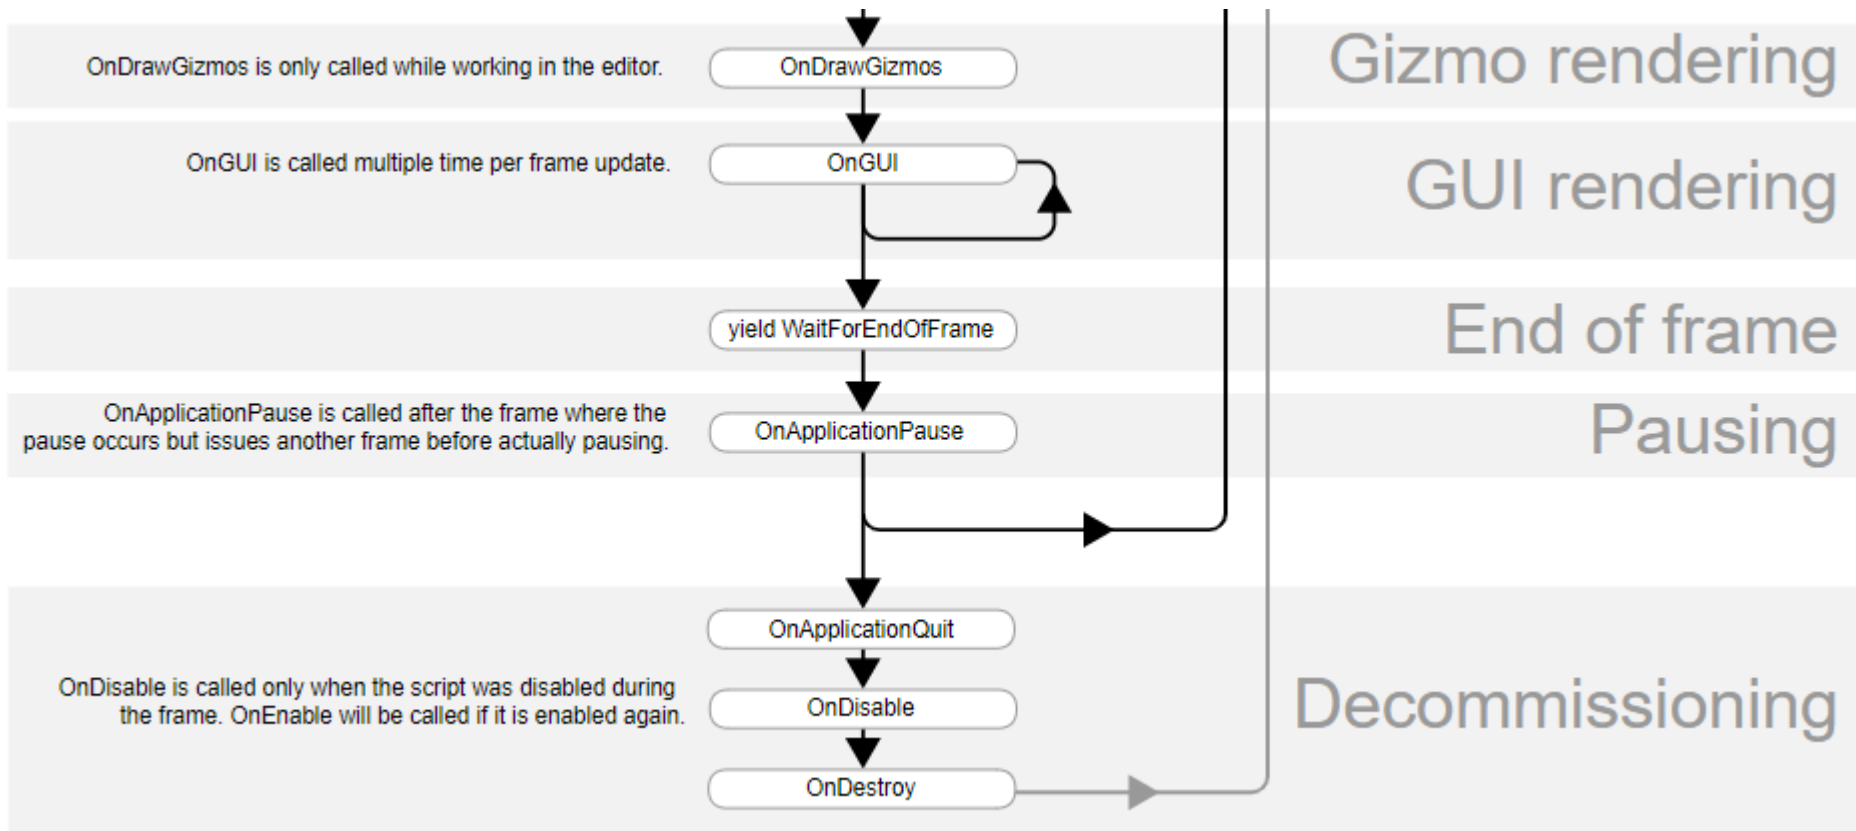 OnDrawGizmos is only called while working in the editor.
OnDrawGizmos
Gizmo rendering
OnGUI is called multiple time per frame update.
OnGUI
GUI rendering
yield WaitForEndOfFrame
End of frame
OnApplicationPause is called after the frame where the
pause occurs but issues another frame before actually pausing.
OnApplicationPause
Pausing
OnApplicationQuit
OnDisable is called only when the script was disabled during
the frame. OnEnable will be called if it is enabled again.
OnDisable
Decommissioning
OnDestroy